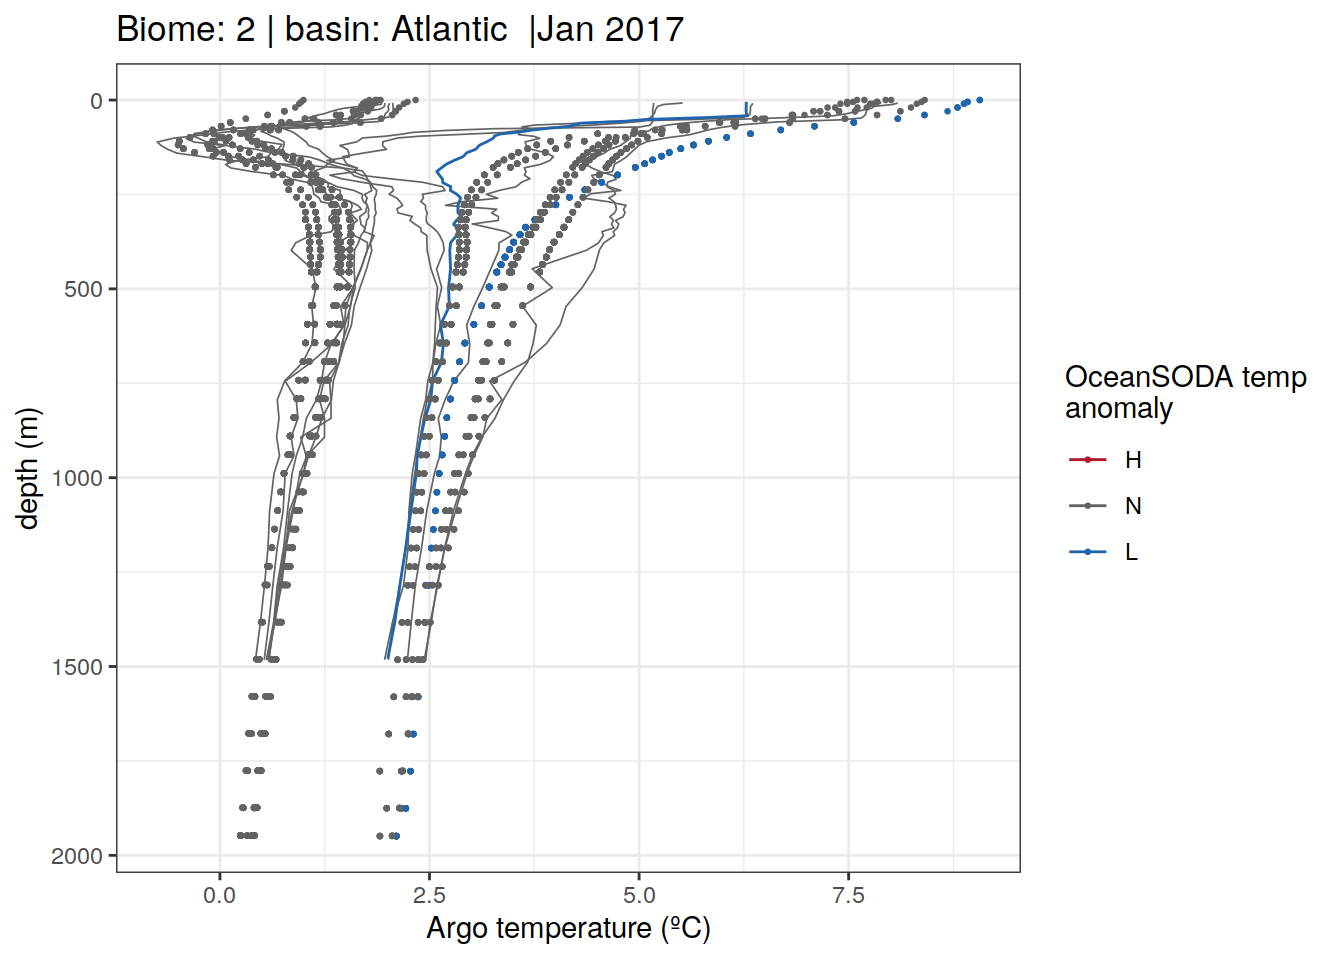 Biome: 2 | basin: Atlantic  |Jan 2017
0
500
1000
1500
2000
depth (m)
0.0
2.5
5.0
7.5
Argo temperature (ºC)
OceanSODA temp
anomaly
H
N
L